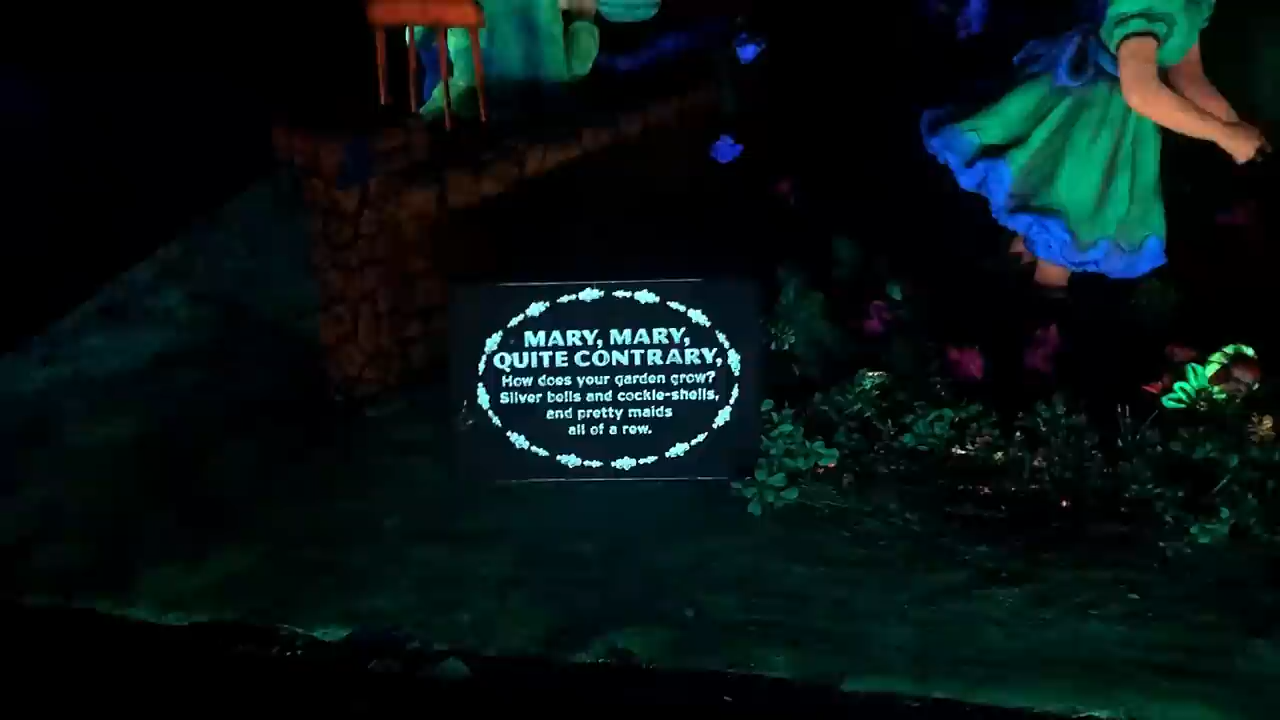 MARY, MARY,
QUITE CONTRARY,
How does your garden grow?
Silver bells and cockle-shells,
and pretty maids
all of a row.